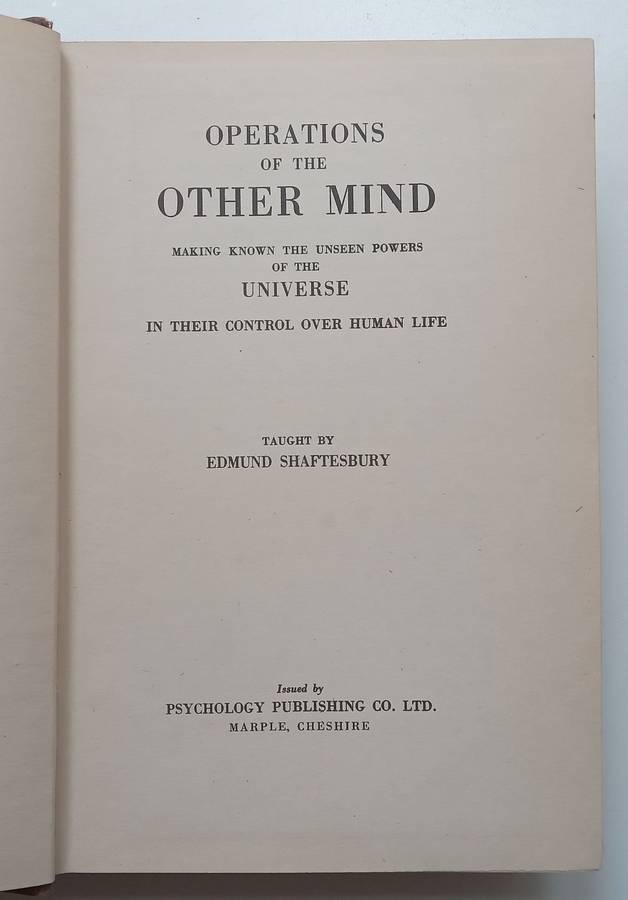 OPERATIONS
OF THE
OTHER MIND
MAKING KNOWN THE UNSEEN POWERS
OF THE
UNIVERSE
IN THEIR CONTROL OVER HUMAN LIFE
TAUGHT BY
EDMUND SHAFTESBURY
Issued by
PSYCHOLOGY PUBLISHING CO. LTD.
MARPLE, CHESHIRE